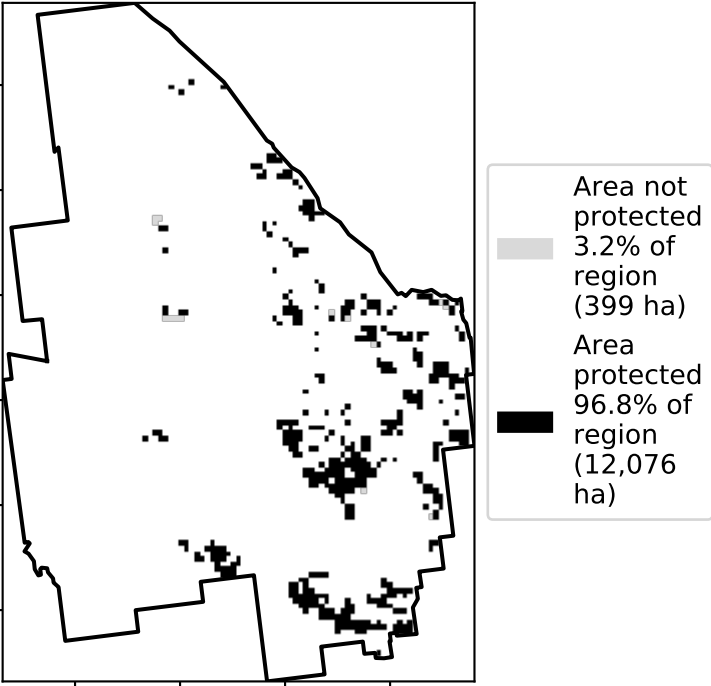 Area not
protected
3.2% of
region
(399 ha)
Area
protected
96.8% of
region
(12,076
ha)